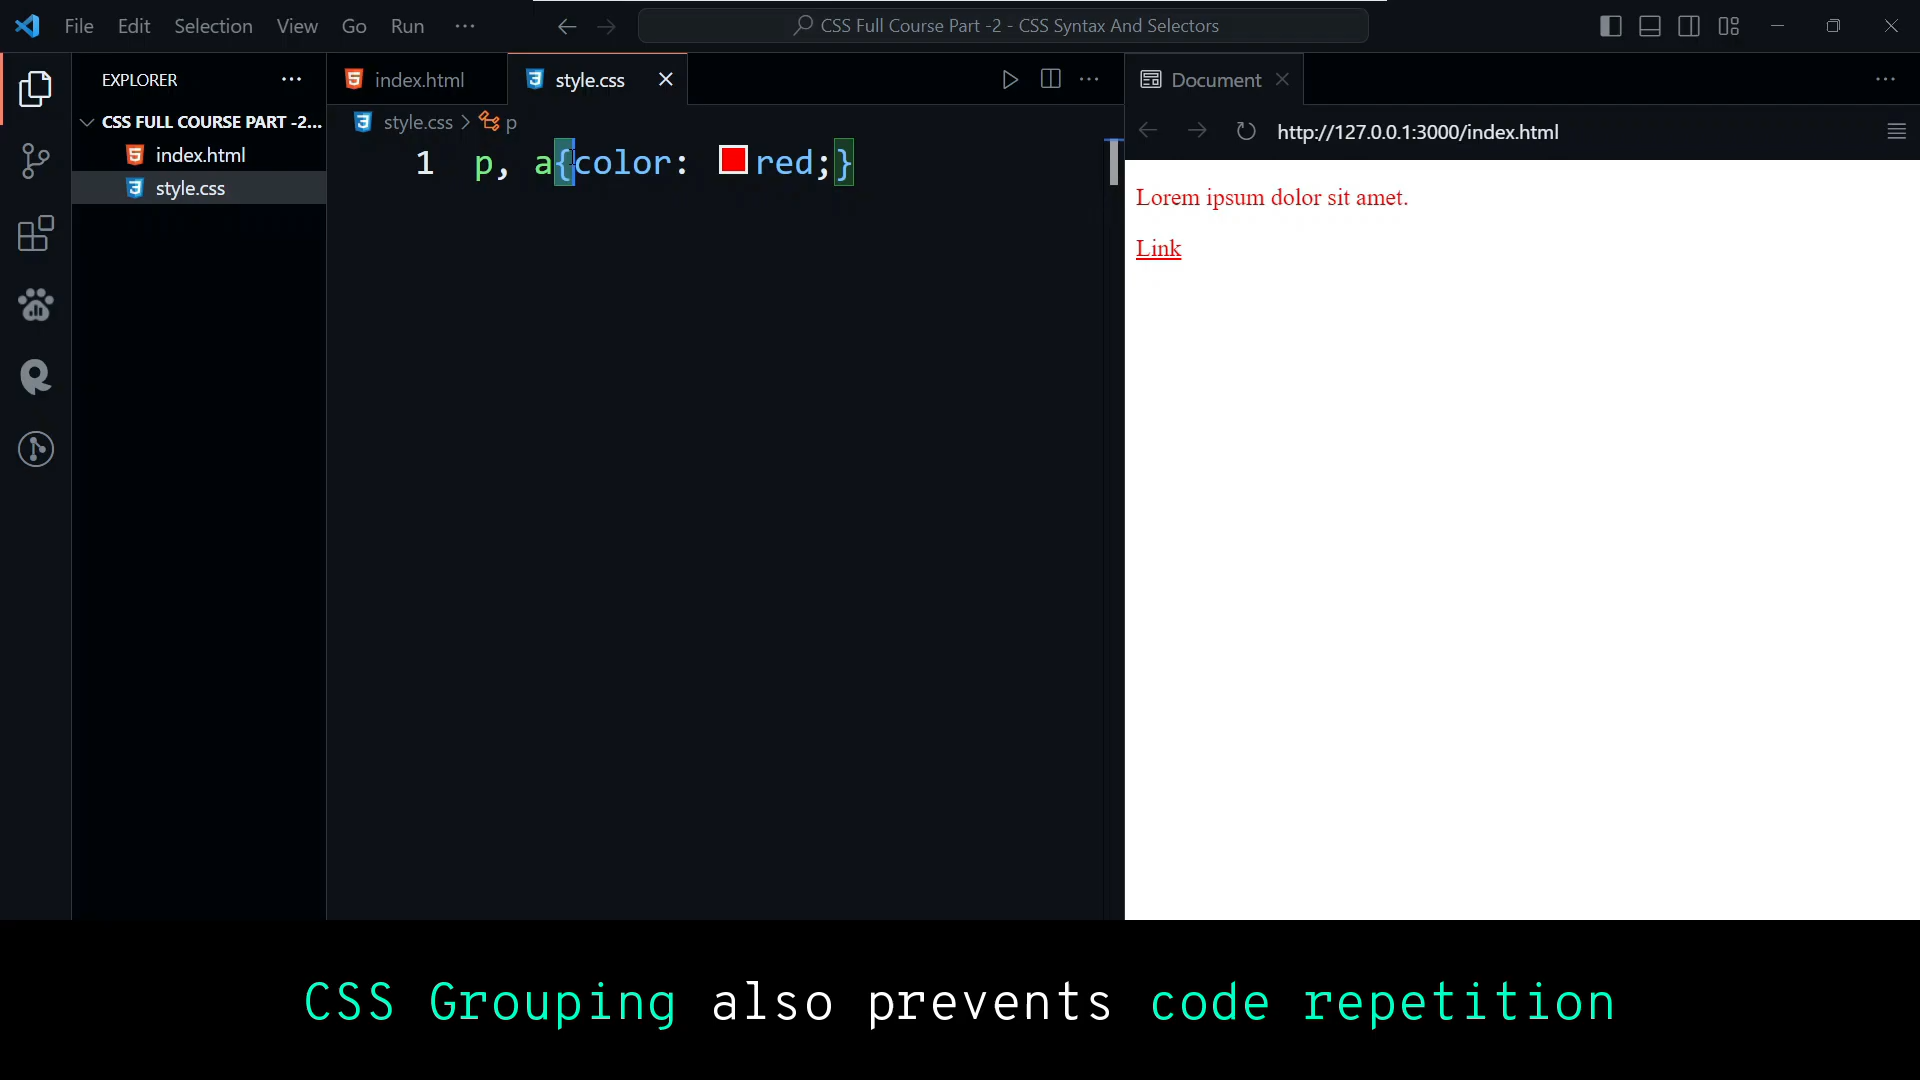 File Edit Selection View Go Run ···
CSS Full Course Part -2 - CSS Syntax And Selectors
EXPLORER
CSS FULL COURSE PART -2...
index.html
style.css
index.html
style.css
style.css > p
1 p, a{color: red;}
Document
http://127.0.0.1:3000/index.html
Lorem ipsum dolor sit amet.
Link
CSS Grouping also prevents code repetition